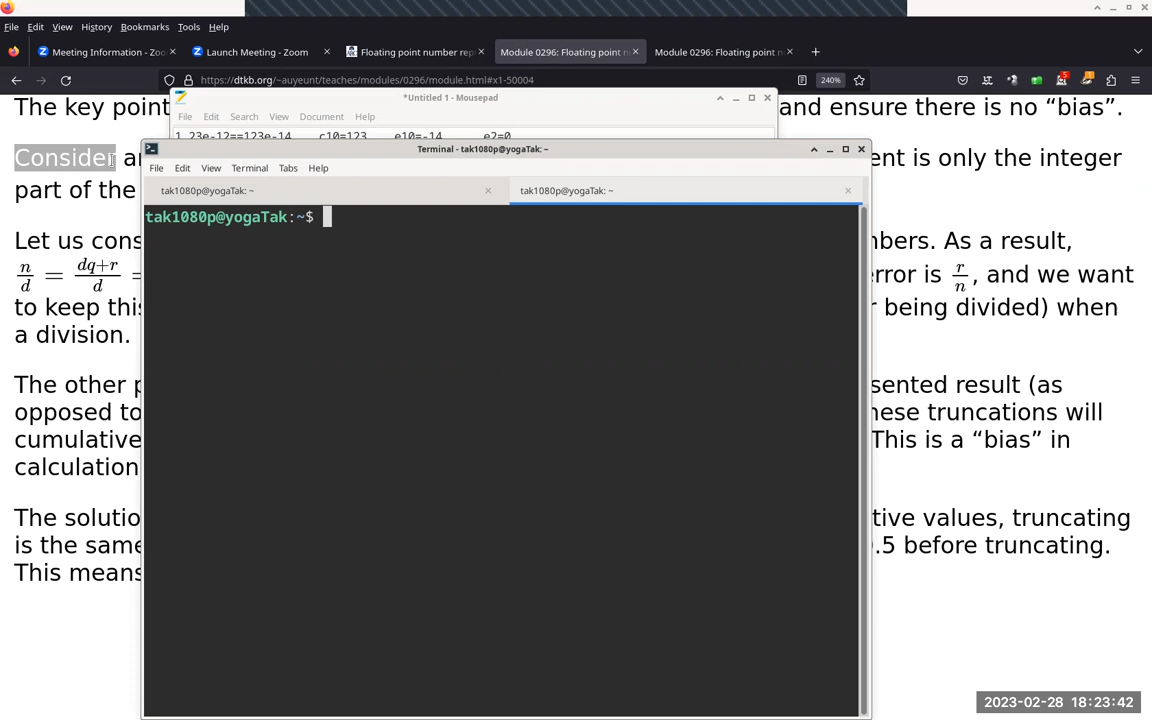 File Edit View History Bookmarks Tools Help
Meeting Information - Zoo
Launch Meeting - Zoom
Floating point number rep
Module 0296: Floating point n
Module 0296: Floating point n
https://dtkb.org/~auyeunt/teaches/modules/0296/module.html#x1-50004
240%
5
The key point
and ensure there is no “bias”.
*Untitled 1 - Mousepad
File Edit Search View Document Help
1.23e-12==123e-14 c10=123 e10=-14 e2=0
Terminal - tak1080p@yogaTak: ~
File Edit View Terminal Tabs Help
tak1080p@yogaTak: ~
tak1080p@yogaTak: ~
tak1080p@yogaTak:~$
Consider
ent is only the integer
part of the
Let us cons
nbers. As a result,
n/d = dq+r/d =
error is r/n, and we want
to keep this
r being divided) when
a division.
The other p
sented result (as
opposed to
hese truncations will
cumulative
This is a “bias” in
calculation
The solutio
tive values, truncating
is the same
0.5 before truncating.
This means
2023-02-28 18:23:42